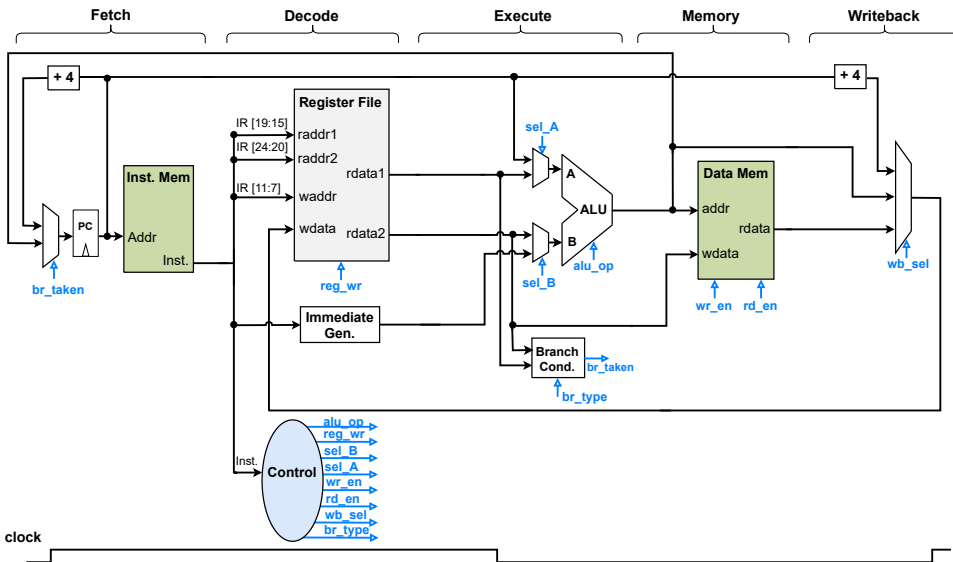 Fetch
Decode
Execute
Memory
Writeback
+ 4
+ 4
Register File
IR [19:15]
raddr1
IR [24:20]
raddr2
rdata1
IR [11:7]
waddr
wdata
rdata2
reg_wr
Inst. Mem
Addr
Inst.
PC
br_taken
sel_A
A
ALU
B
sel_B
alu_op
Data Mem
addr
rdata
wdata
wr_en
rd_en
wb_sel
Immediate
Gen.
Branch
Cond.
br_taken
br_type
Inst.
Control
alu_op
reg_wr
sel_B
sel_A
wr_en
rd_en
wb_sel
br_type
clock